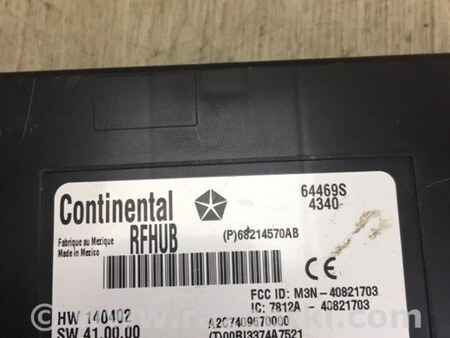 Continental
64469S
4340
RFHUB
(P)68214570AB
Fabrique au Mexique
Made in Mexico
CE
FCC ID: M3N-40821703
IC: 7812A - 40821703
HW 140402
A2C7409670000
SW 41.00.00
(T)00BI3374A7521